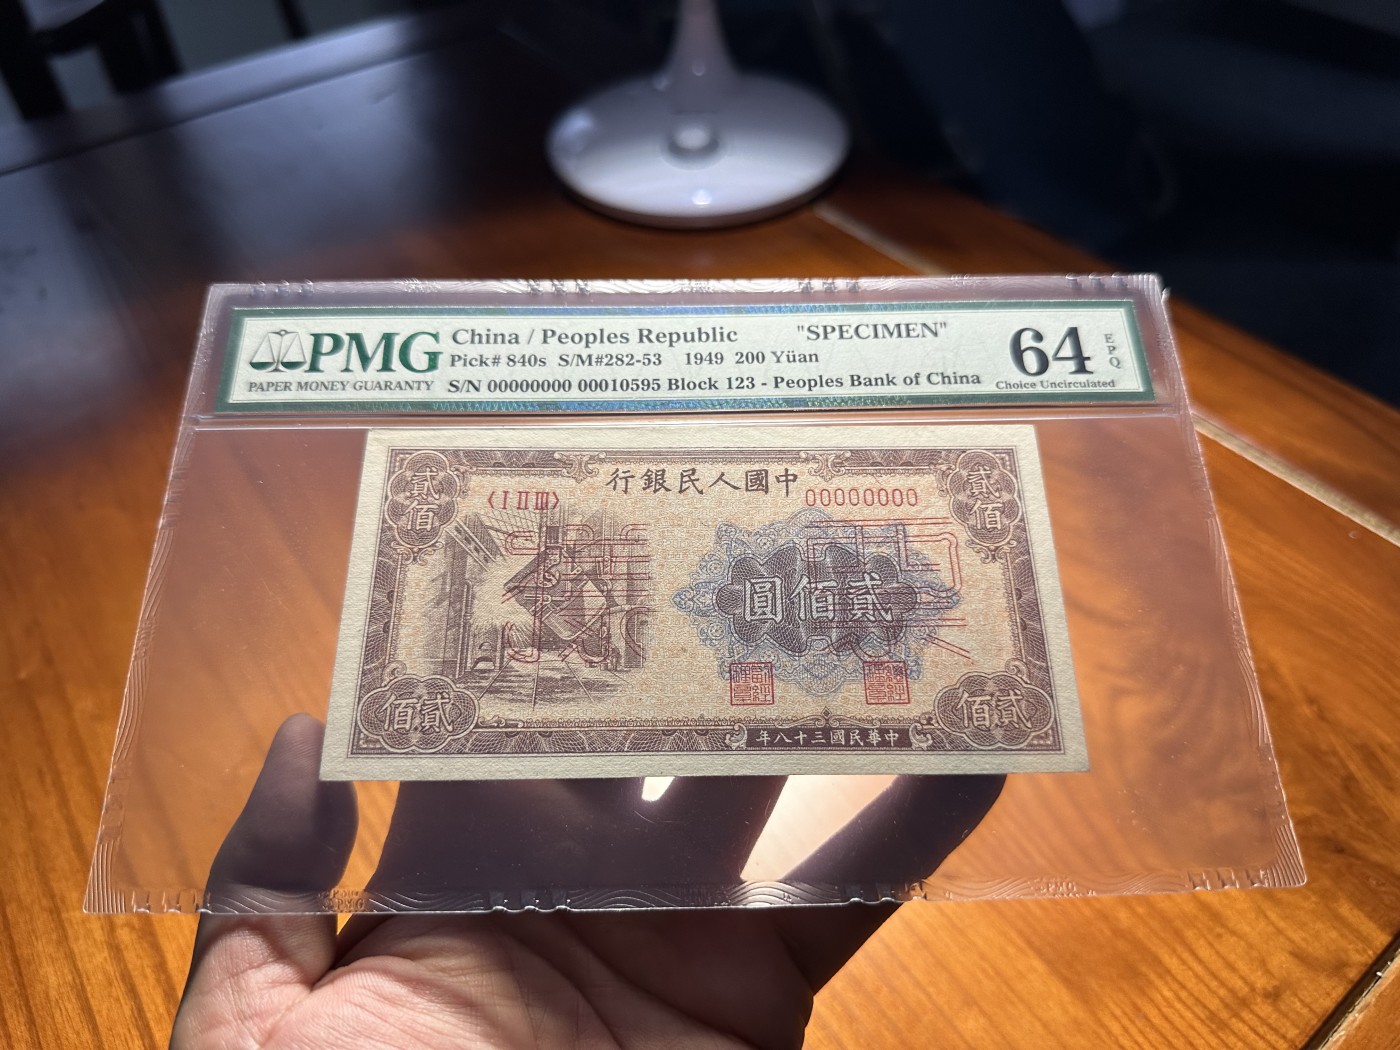 PMG
PAPER MONEY GUARANTY
China / Peoples Republic "SPECIMEN"
Pick# 840s S/M#282-53 1949 200 Yüan
S/N 00000000 00010595 Block 123 - Peoples Bank of China
64
EPQ
Choice Uncirculated
行銀民人國中
〈I II III〉
00000000
貳佰
貳佰
圓佰貳
佰貳
佰貳
年八十三國民華中
PMG